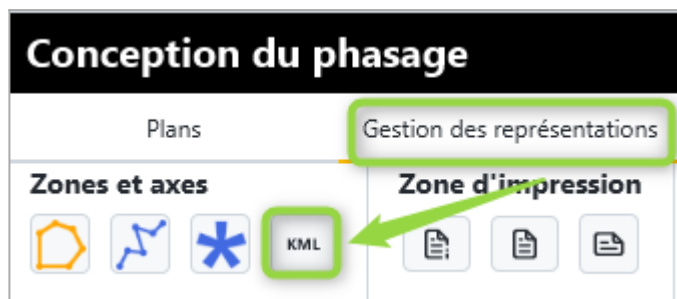 Conception du phasage
Plans
Gestion des représentations
Zones et axes
Zone d'impression
KML